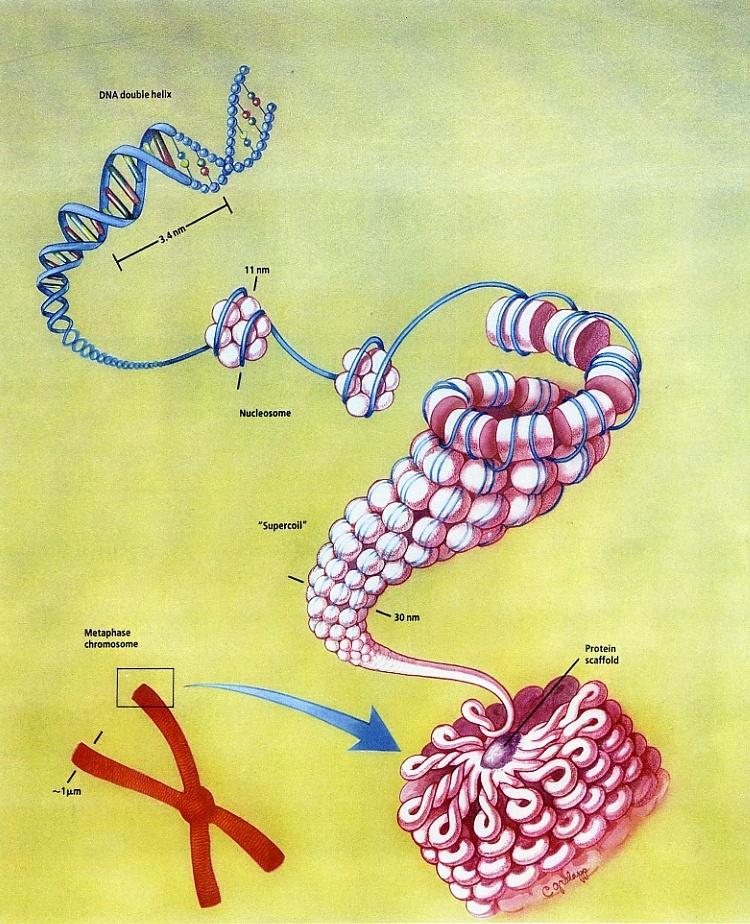 DNA double helix
3.4 nm
11 nm
Nucleosome
"Supercoil"
30 nm
Metaphase
chromosome
Protein
scaffold
~1μm